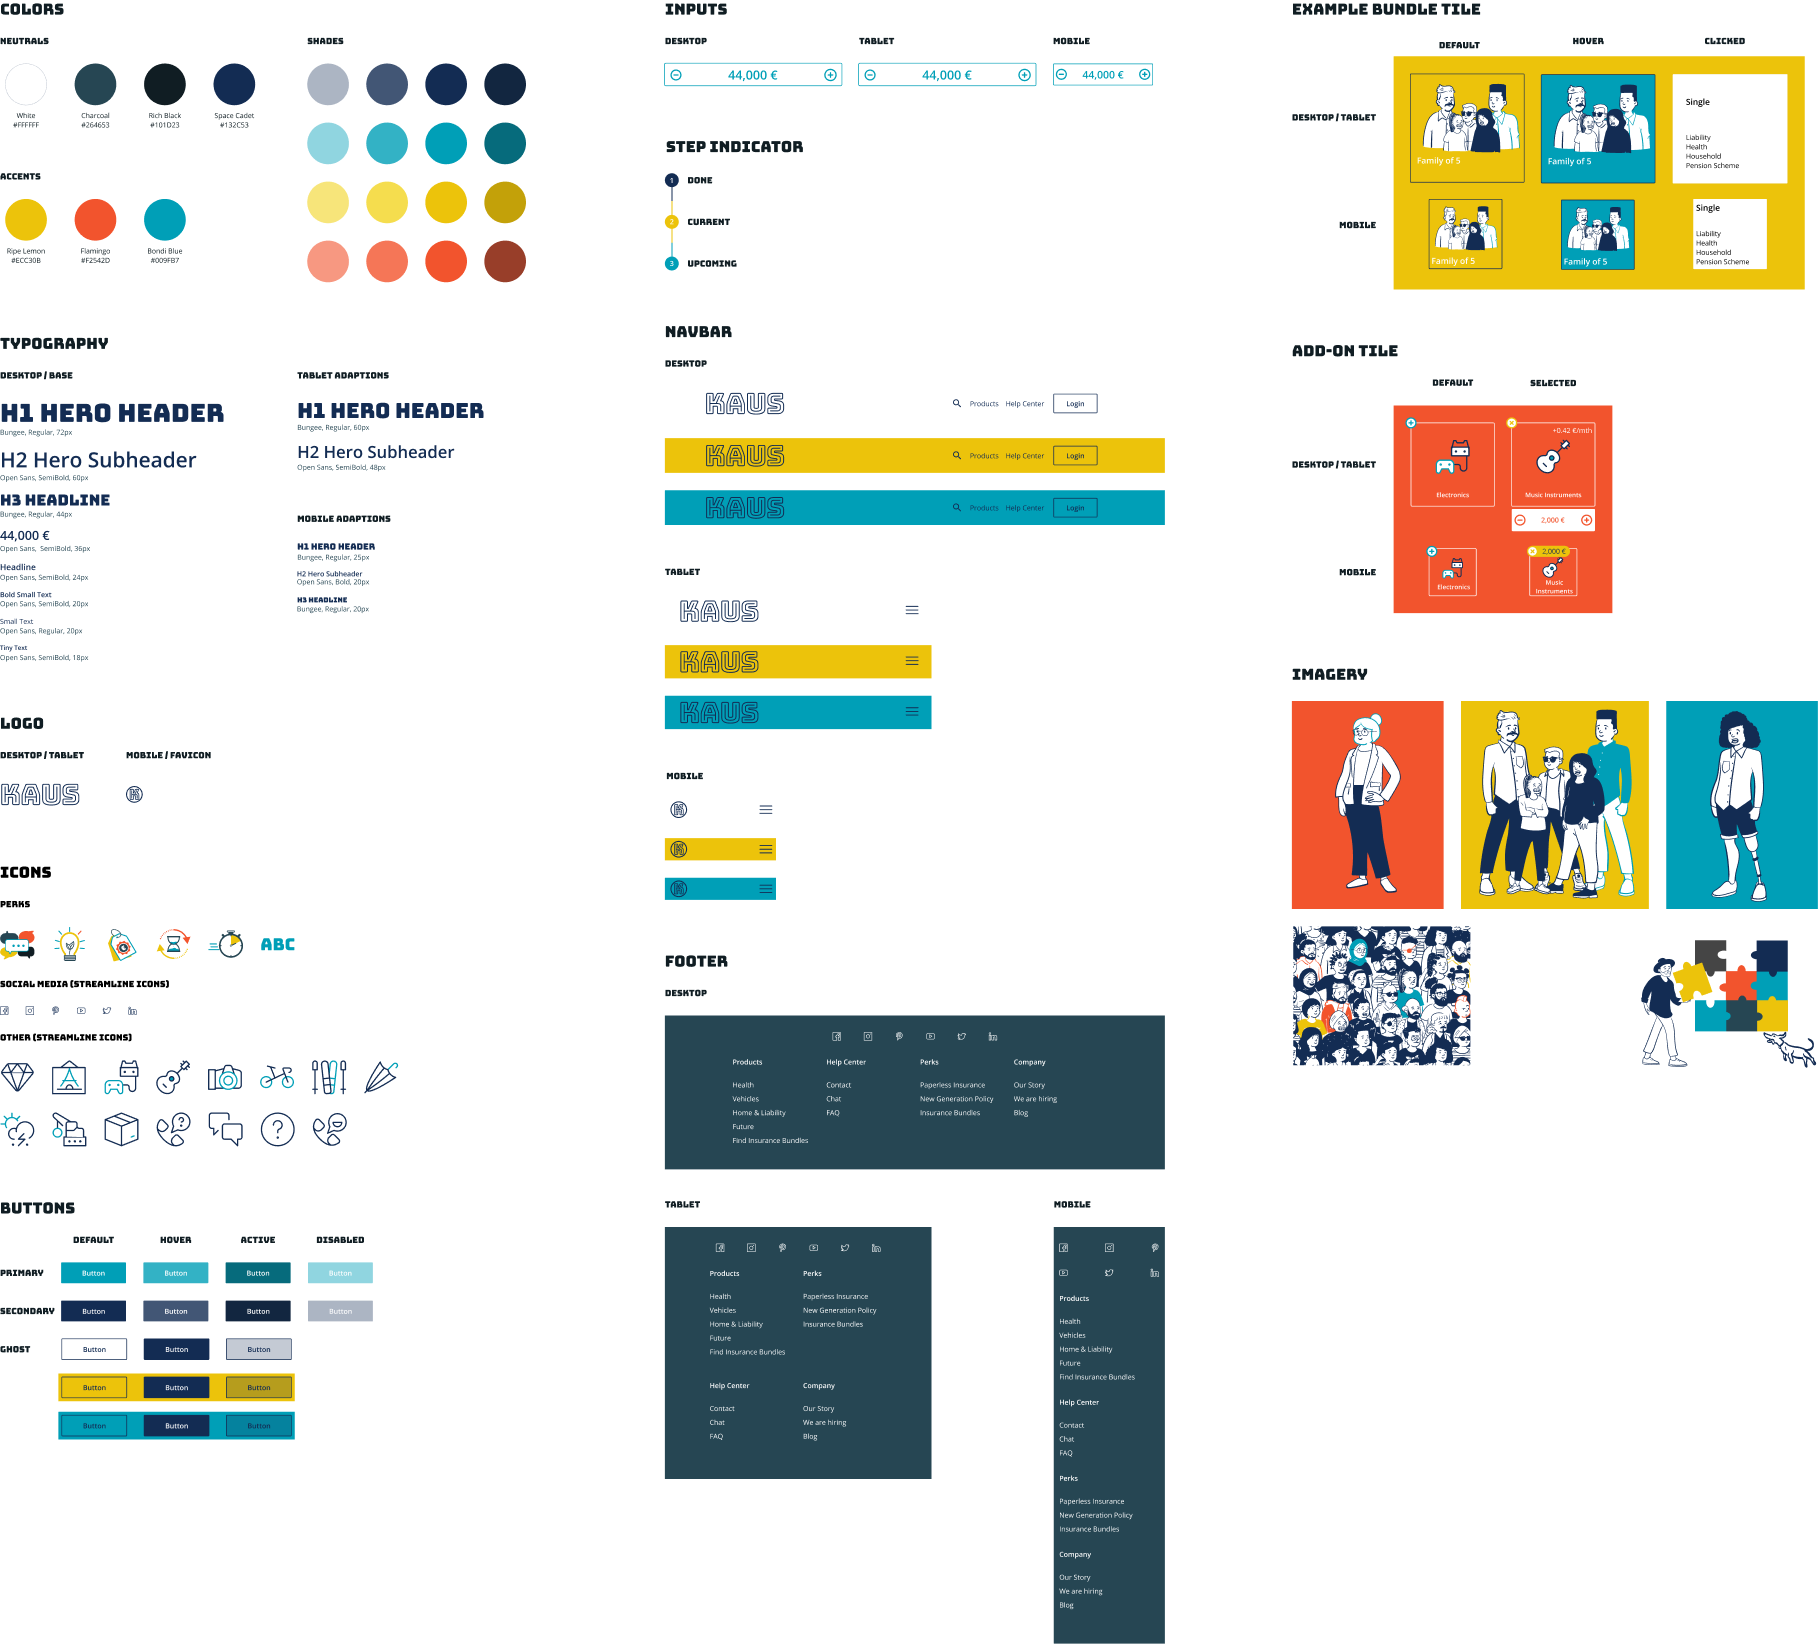 COLORS
NEUTRALS
White
#FFFFFF
Charcoal
#264653
Rich Black
#101D23
Space Cadet
#132C53
SHADES
ACCENTS
Ripe Lemon
#ECC30B
Flamingo
#F2542D
Bondi Blue
#009FB7
TYPOGRAPHY
DESKTOP / BASE
H1 HERO HEADER
Bungee, Regular, 72px
H2 Hero Subheader
Open Sans, SemiBold, 60px
H3 HEADLINE
Bungee, Regular, 44px
44,000 €
Open Sans,  SemiBold, 36px
Headline
Open Sans, SemiBold, 24px
Bold Small Text
Open Sans, SemiBold, 20px
Small Text
Open Sans, Regular, 20px
Tiny Text
Open Sans, SemiBold, 18px
TABLET ADAPTIONS
H1 HERO HEADER
Bungee, Regular, 60px
H2 Hero Subheader
Open Sans, SemiBold, 48px
MOBILE ADAPTIONS
H1 HERO HEADER
Bungee, Regular, 25px
H2 Hero Subheader
Open Sans, Bold, 20px
H3 HEADLINE
Bungee, Regular, 20px
LOGO
DESKTOP / TABLET
KAUS
MOBILE / FAVICON
K
ICONS
PERKS
ABC
SOCIAL MEDIA (STREAMLINE ICONS)
OTHER (STREAMLINE ICONS)
BUTTONS
DEFAULT HOVER ACTIVE DISABLED
PRIMARY Button Button Button Button
SECONDARY Button Button Button Button
GHOST Button Button Button
Button Button Button
Button Button Button
INPUTS
DESKTOP
44,000 €
TABLET
44,000 €
MOBILE
44,000 €
STEP INDICATOR
1 DONE
2 CURRENT
3 UPCOMING
NAVBAR
DESKTOP
KAUS Products Help Center Login
KAUS Products Help Center Login
KAUS Products Help Center Login
TABLET
KAUS
KAUS
KAUS
MOBILE
K
K
K
FOOTER
DESKTOP
Products
Health
Vehicles
Home & Liability
Future
Find Insurance Bundles
Help Center
Contact
Chat
FAQ
Perks
Paperless Insurance
New Generation Policy
Insurance Bundles
Company
Our Story
We are hiring
Blog
TABLET
Products
Health
Vehicles
Home & Liability
Future
Find Insurance Bundles
Perks
Paperless Insurance
New Generation Policy
Insurance Bundles
Help Center
Contact
Chat
FAQ
Company
Our Story
We are hiring
Blog
MOBILE
Products
Health
Vehicles
Home & Liability
Future
Find Insurance Bundles
Help Center
Contact
Chat
FAQ
Perks
Paperless Insurance
New Generation Policy
Insurance Bundles
Company
Our Story
We are hiring
Blog
EXAMPLE BUNDLE TILE
DEFAULT HOVER CLICKED
DESKTOP / TABLET
Family of 5
Family of 5
Single
Liability
Health
Household
Pension Scheme
MOBILE
Family of 5
Family of 5
Single
Liability
Health
Household
Pension Scheme
ADD-ON TILE
DEFAULT SELECTED
DESKTOP / TABLET
Electronics
+0.42 €/mth
Music Instruments
2,000 €
MOBILE
Electronics
2,000 €
Music
Instruments
IMAGERY